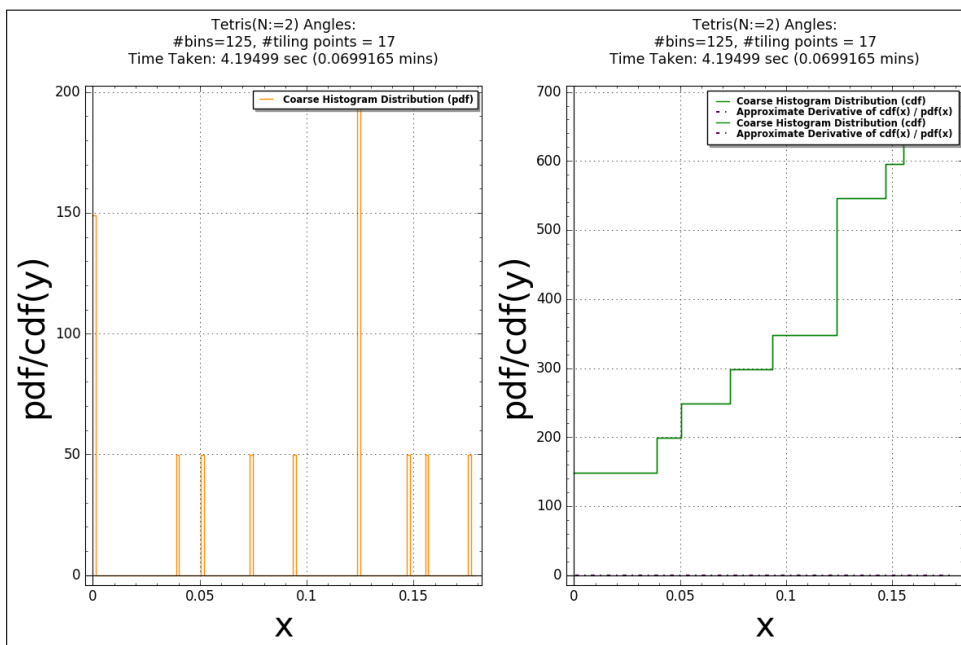 Tetris(N:=2) Angles:
#bins=125, #tiling points = 17
Time Taken: 4.19499 sec (0.0699165 mins)
200
150
100
50
0
pdf/cdf(y)
Coarse Histogram Distribution (pdf)
0
0.05
0.1
0.15
x
Tetris(N:=2) Angles:
#bins=125, #tiling points = 17
Time Taken: 4.19499 sec (0.0699165 mins)
700
600
500
400
300
200
100
0
pdf/cdf(y)
Coarse Histogram Distribution (cdf)
Approximate Derivative of cdf(x) / pdf(x)
Coarse Histogram Distribution (cdf)
Approximate Derivative of cdf(x) / pdf(x)
0
0.05
0.1
0.15
x